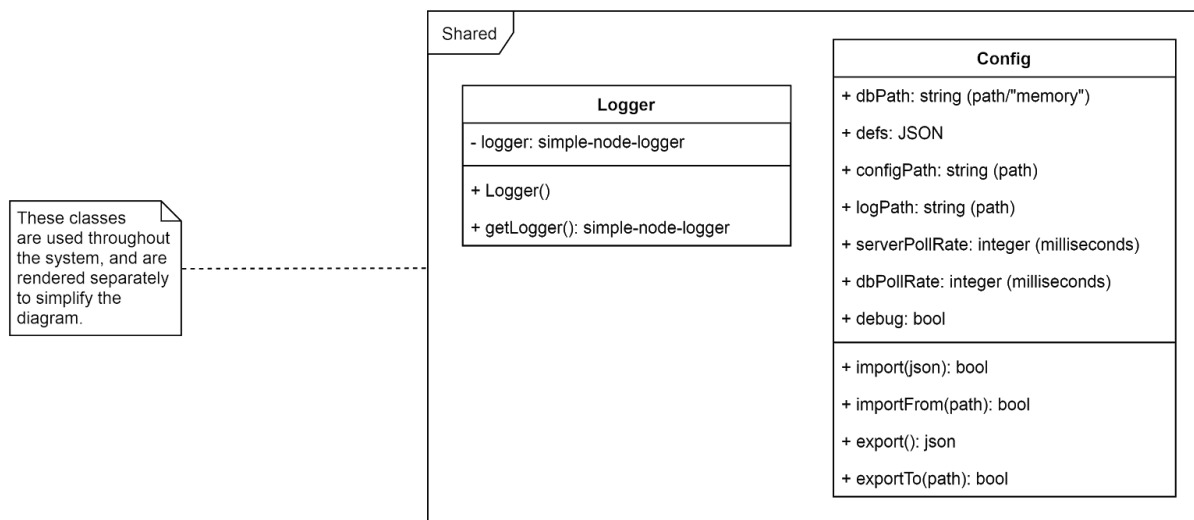 Shared
Logger
- logger: simple-node-logger
+ Logger()
+ getLogger(): simple-node-logger
Config
+ dbPath: string (path/"memory")
+ defs: JSON
+ configPath: string (path)
+ logPath: string (path)
+ serverPollRate: integer (milliseconds)
+ dbPollRate: integer (milliseconds)
+ debug: bool
+ import(json): bool
+ importFrom(path): bool
+ export(): json
+ exportTo(path): bool
These classes
are used throughout
the system, and are
rendered separately
to simplify the
diagram.